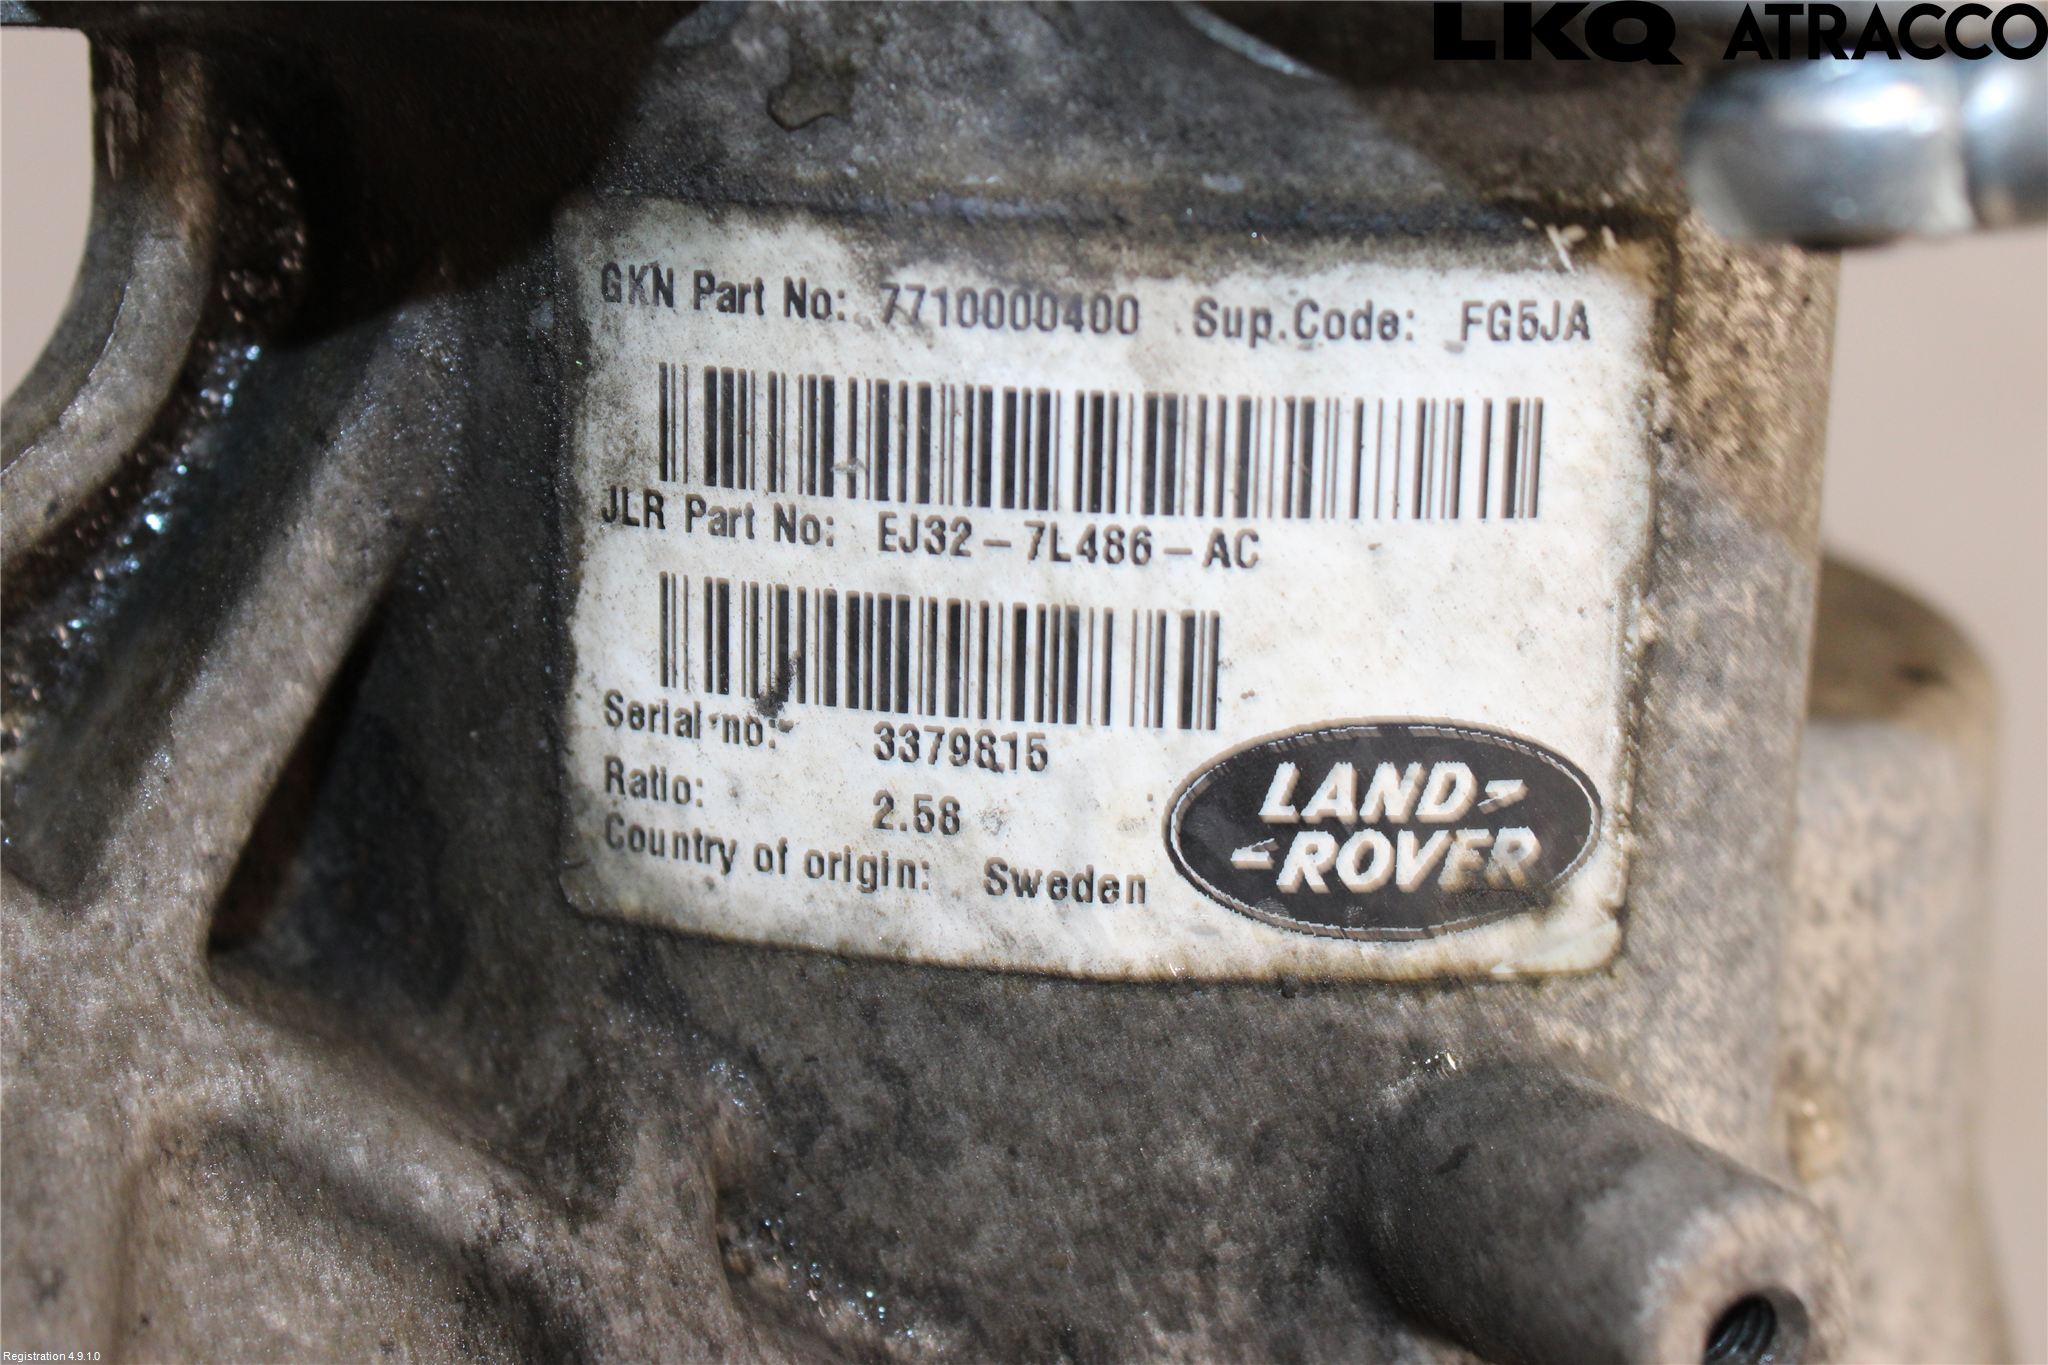 LKQ ATRACCO
GKN Part No: 7710000400 Sup.Code: FG5JA
JLR Part No: EJ32-7L486-AC
Serial no: 3379815
Ratio: 2.58
Country of origin: Sweden
LAND-
-ROVER
Registration 4.9.1.0